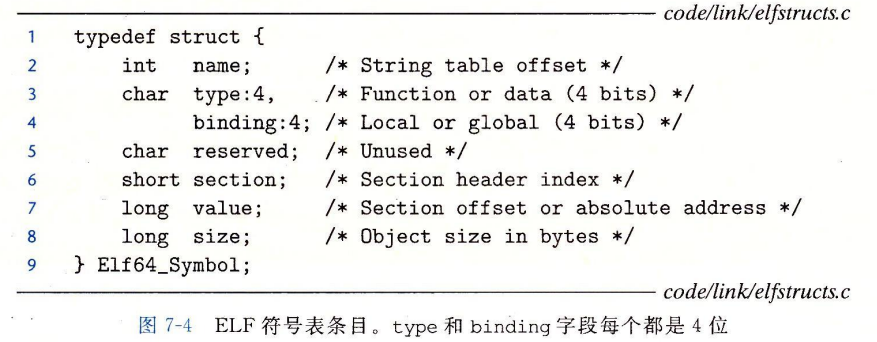 code/link/elfstructs.c
1 typedef struct {
2 int name; /* String table offset */
3 char type:4, /* Function or data (4 bits) */
4 binding:4; /* Local or global (4 bits) */
5 char reserved; /* Unused */
6 short section; /* Section header index */
7 long value; /* Section offset or absolute address */
8 long size; /* Object size in bytes */
9 } Elf64_Symbol;
code/link/elfstructs.c
图 7-4 ELF 符号表条目。type 和 binding 字段每个都是 4 位